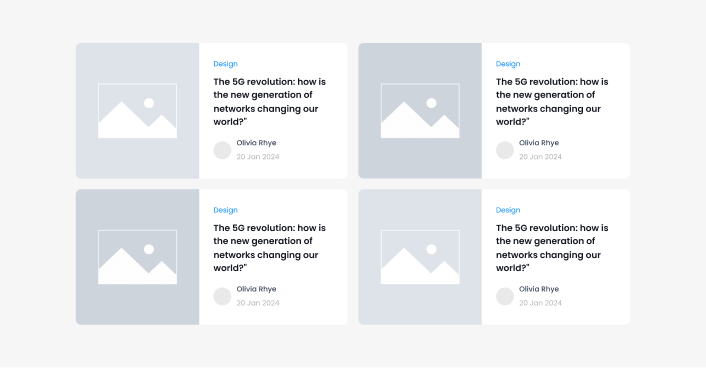 Design
The 5G revolution: how is
the new generation of
networks changing our
world?"
Olivia Rhye
20 Jan 2024
Design
The 5G revolution: how is
the new generation of
networks changing our
world?"
Olivia Rhye
20 Jan 2024
Design
The 5G revolution: how is
the new generation of
networks changing our
world?"
Olivia Rhye
20 Jan 2024
Design
The 5G revolution: how is
the new generation of
networks changing our
world?"
Olivia Rhye
20 Jan 2024